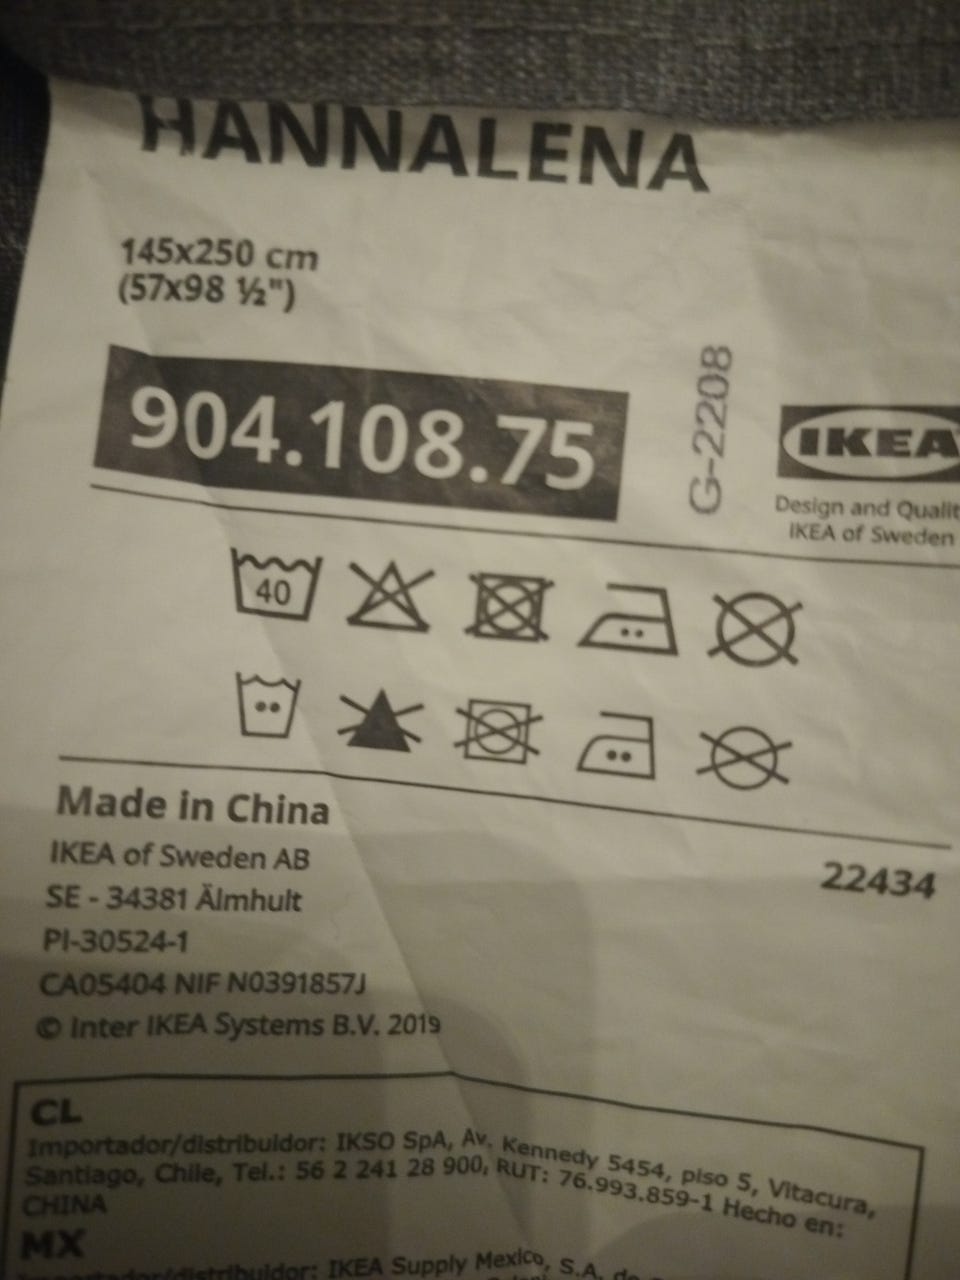 HANNALENA
145x250 cm
(57x98 ½")
904.108.75
G-2208
IKEA
Design and
IKEA of Sweden
40
Made in China
IKEA of Sweden AB
SE - 34381 Älmhult
PI-30524-1
CA05404 NIF N0391857J
© Inter IKEA Systems B.V. 2019
22434
CL
Importador/distribuidor: IKSO SpA, Av. Kennedy 5454, piso 5, Vitacura,
Santiago, Chile, Tel.: 56 2 241 28 900, RUT: 76.993.859-1 Hecho en:
CHINA
MX
Importador/distribuidor: IKEA Supply Mexico, S.A. de